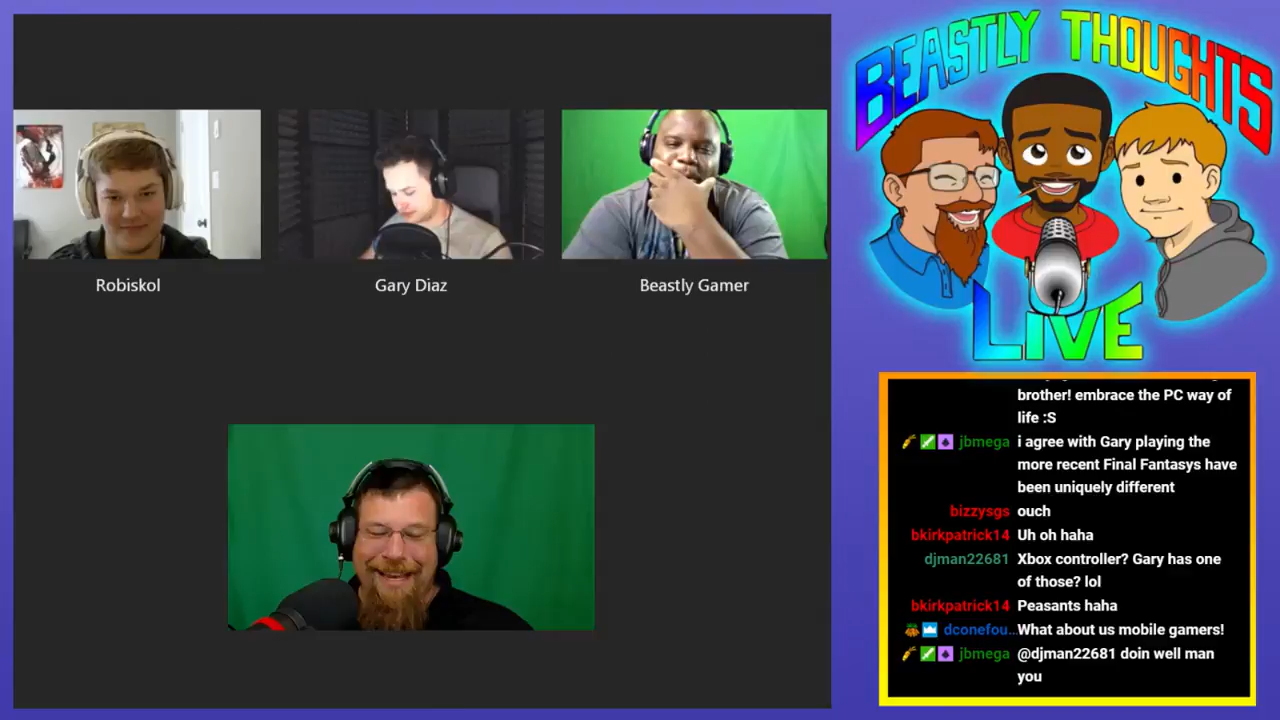 BEASTLY THOUGHTS
LIVE
Robiskol
Gary Diaz
Beastly Gamer
brother! embrace the PC way of
life :S
jbmega i agree with Gary playing the
more recent Final Fantasys have
been uniquely different
bizzysgs ouch
bkirkpatrick14 Uh oh haha
djman22681 Xbox controller? Gary has one
of those? lol
bkirkpatrick14 Peasants haha
dconefou... What about us mobile gamers!
jbmega @djman22681 doin well man
you